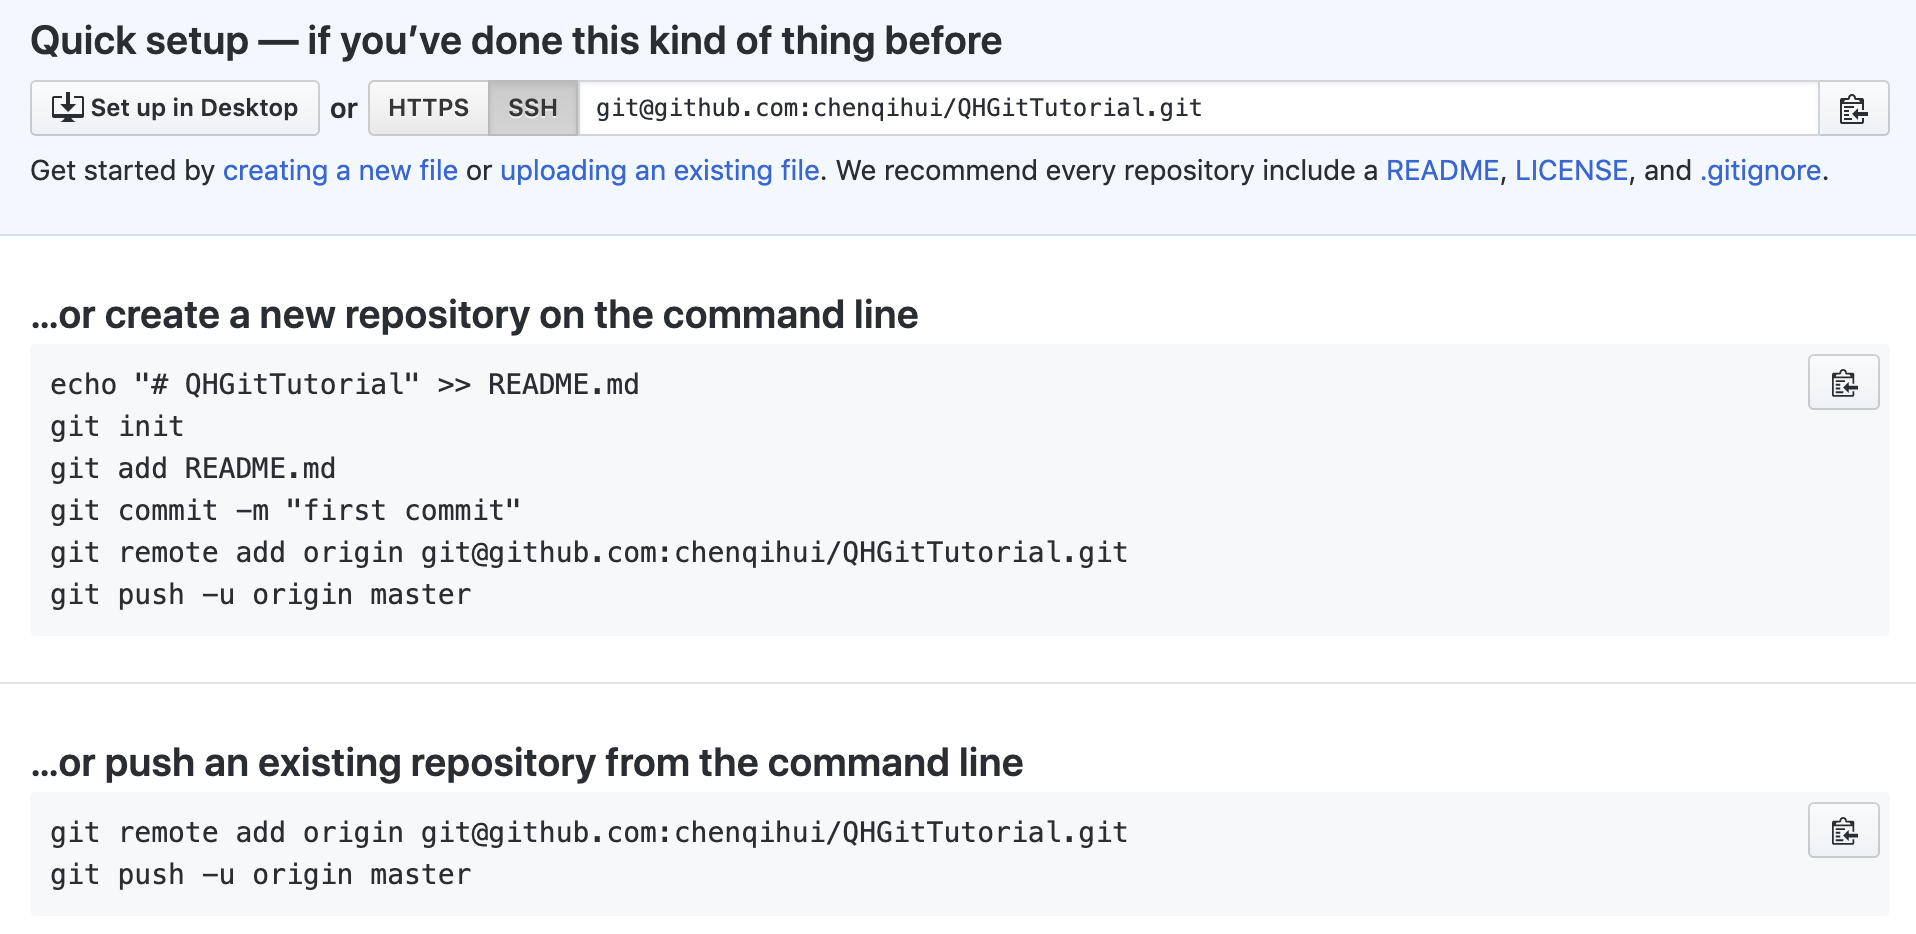 Quick setup — if you’ve done this kind of thing before
Set up in Desktop or HTTPS SSH git@github.com:chenqihui/QHGitTutorial.git
Get started by creating a new file or uploading an existing file. We recommend every repository include a README, LICENSE, and .gitignore.
…or create a new repository on the command line
echo "# QHGitTutorial" >> README.md
git init
git add README.md
git commit -m "first commit"
git remote add origin git@github.com:chenqihui/QHGitTutorial.git
git push -u origin master
…or push an existing repository from the command line
git remote add origin git@github.com:chenqihui/QHGitTutorial.git
git push -u origin master